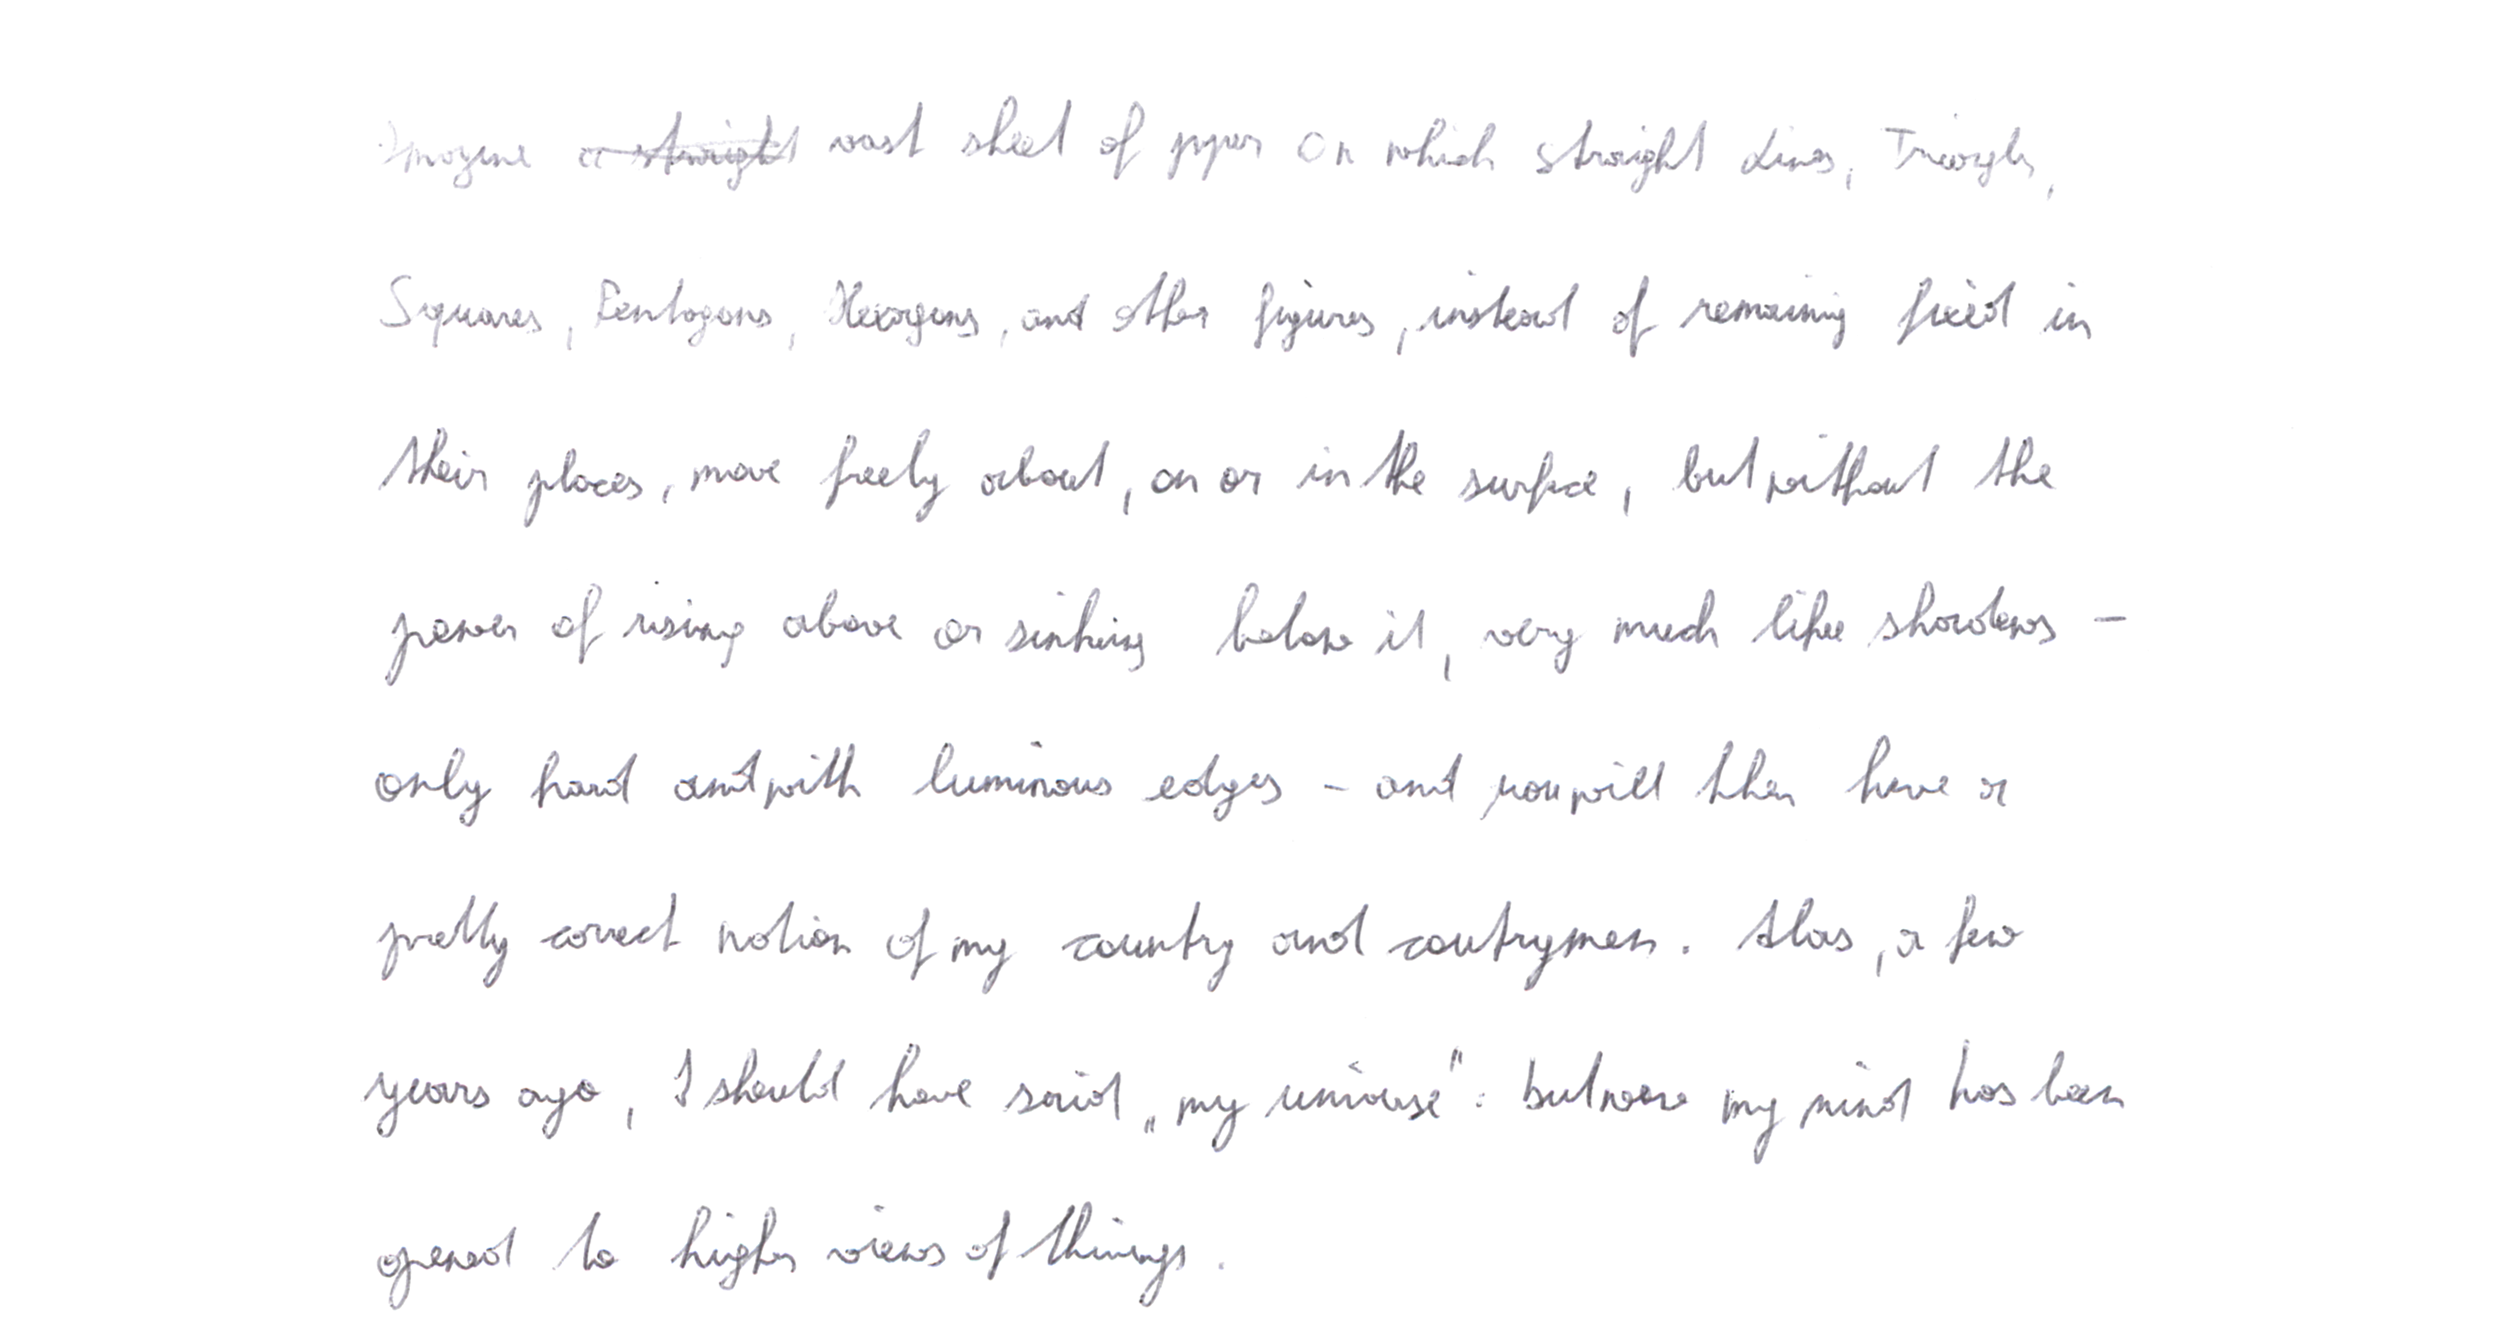 Imagine a straight vast sheet of paper on which straight Lines, Triangles,
Squares, Pentagons, Hexagons, and other figures, instead of remaining fixed in
their places, move freely about, on or in the surface, but without the
power of rising above or sinking below it, very much like shadows -
only hard and with luminous edges - and you will then have a
pretty correct notion of my country and coutrymen. Alas, a few
years ago, I should have said „my universe": but now my mind has been
opened to higher views of things.